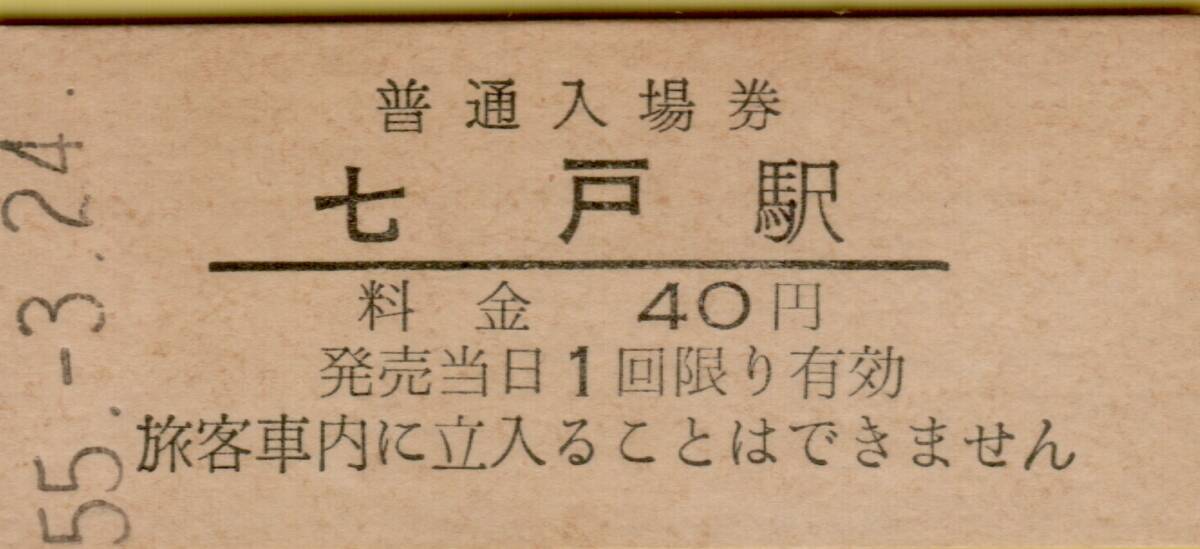 普通入場券
七戸駅
料金 40円
発売当日1回限り有効
旅客車内に立入ることはできません
55.-3.24.